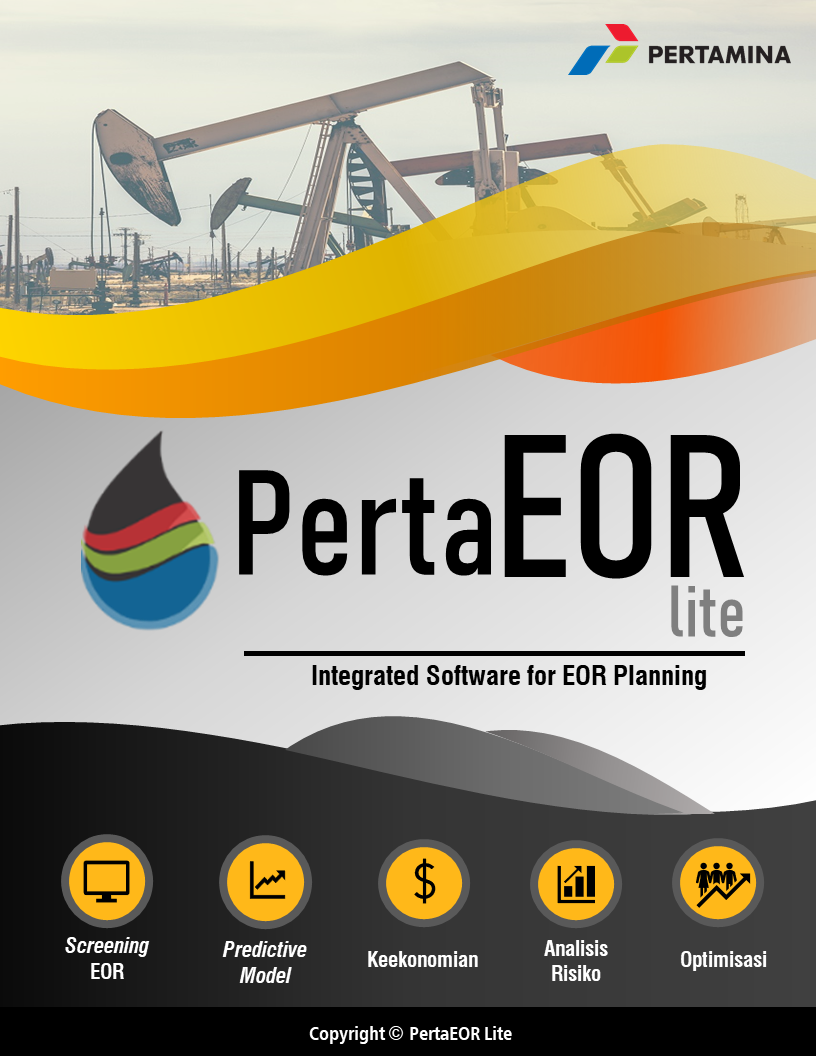 PERTAMINA
PertaEOR
lite
Integrated Software for EOR Planning
Screening
EOR
Predictive
Model
Keekonomian
Analisis
Risiko
Optimisasi
Copyright © PertaEOR Lite